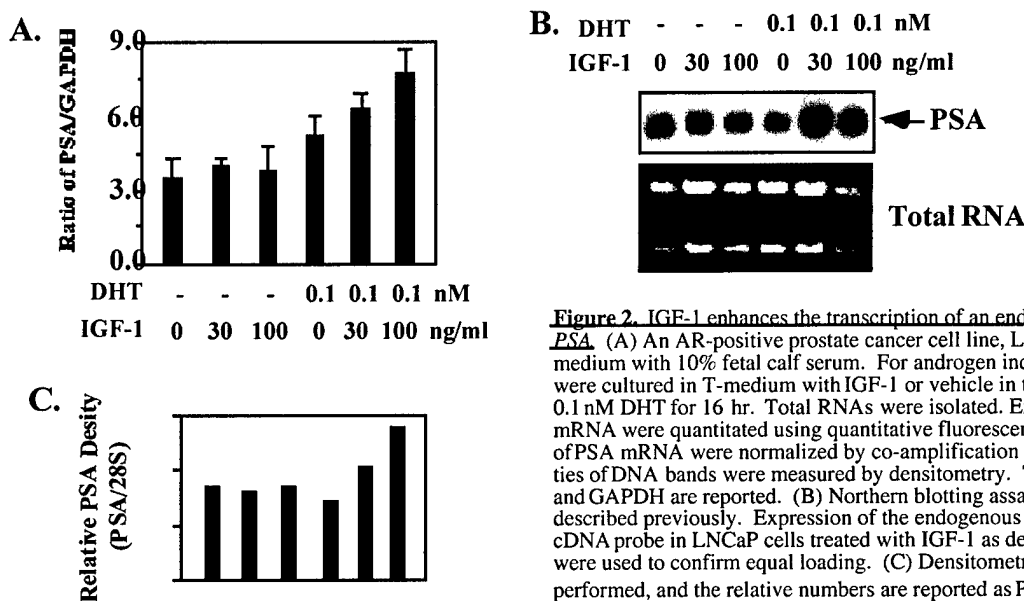 A.
Ratio of PSA/GAPDH
9.0
6.0
3.0
0.0
DHT - - - 0.1 0.1 0.1 nM
IGF-1 0 30 100 0 30 100 ng/ml
B.
DHT - - - 0.1 0.1 0.1 nM
IGF-1 0 30 100 0 30 100 ng/ml
PSA
Total RNA
C.
Relative PSA Desity
(PSA/28S)
Figure 2. IGF-1 enhances the transcription of an end
PSA. (A) An AR-positive prostate cancer cell line, L
medium with 10% fetal calf serum. For androgen ind
were cultured in T-medium with IGF-1 or vehicle in t
0.1 nM DHT for 16 hr. Total RNAs were isolated. E
mRNA were quantitated using quantitative fluorescen
of PSA mRNA were normalized by co-amplification
ties of DNA bands were measured by densitometry.
and GAPDH are reported. (B) Northern blotting assa
described previously. Expression of the endogenous
cDNA probe in LNCaP cells treated with IGF-1 as de
were used to confirm equal loading. (C) Densitometr
performed, and the relative numbers are reported as P